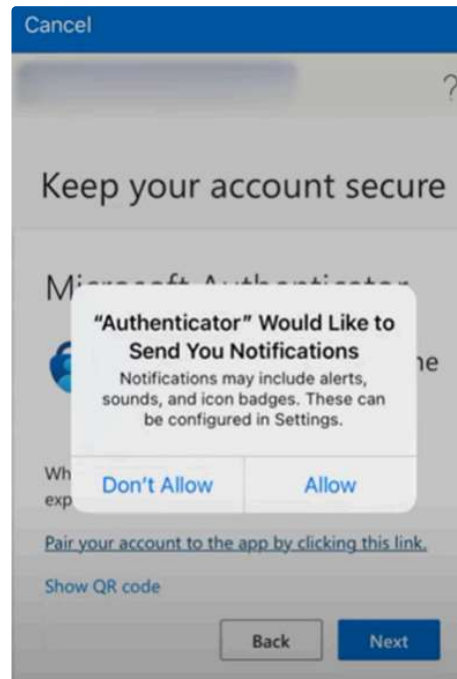 Cancel
?
Keep your account secure
Microsoft Authenticator
"Authenticator" Would Like to
Send You Notifications
Notifications may include alerts,
sounds, and icon badges. These can
be configured in Settings.
Don't Allow
Allow
Pair your account to the app by clicking this link.
Show QR code
Back
Next